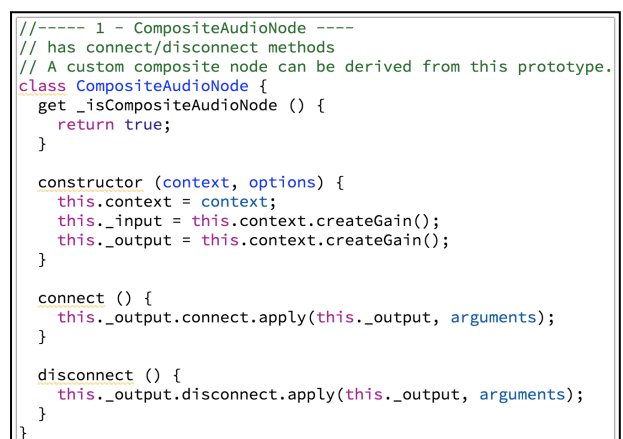 //----- 1 - CompositeAudioNode ----
// has connect/disconnect methods
// A custom composite node can be derived from this prototype.
class CompositeAudioNode {
  get _isCompositeAudioNode () {
    return true;
  }

  constructor (context, options) {
    this.context = context;
    this._input = this.context.createGain();
    this._output = this.context.createGain();
  }

  connect () {
    this._output.connect.apply(this._output, arguments);
  }

  disconnect () {
    this._output.disconnect.apply(this._output, arguments);
  }
}